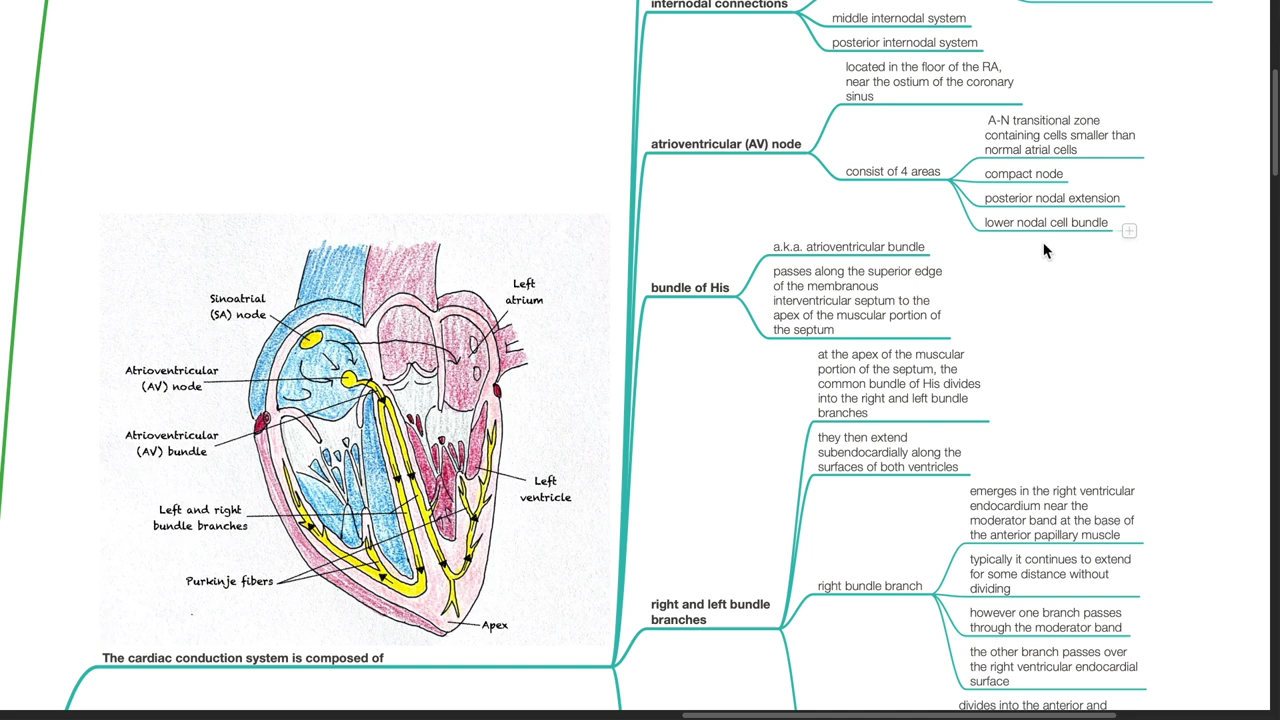 internodal connections
middle internodal system
posterior internodal system
located in the floor of the RA,
near the ostium of the coronary
sinus
atrioventricular (AV) node
A-N transitional zone
containing cells smaller than
normal atrial cells
consist of 4 areas
compact node
posterior nodal extension
lower nodal cell bundle
a.k.a. atrioventricular bundle
bundle of His
passes along the superior edge
of the membranous
interventricular septum to the
apex of the muscular portion of
the septum
Sinoatrial
(SA) node
Left
atrium
Atrioventricular
(AV) node
Atrioventricular
(AV) bundle
Left and right
bundle branches
Left
ventricle
Purkinje fibers
Apex
at the apex of the muscular
portion of the septum, the
common bundle of His divides
into the right and left bundle
branches
they then extend
subendocardially along the
surfaces of both ventricles
right and left bundle
branches
right bundle branch
emerges in the right ventricular
endocardium near the
moderator band at the base of
the anterior papillary muscle
typically it continues to extend
for some distance without
dividing
however one branch passes
through the moderator band
the other branch passes over
the right ventricular endocardial
surface
The cardiac conduction system is composed of
divides into the anterior and